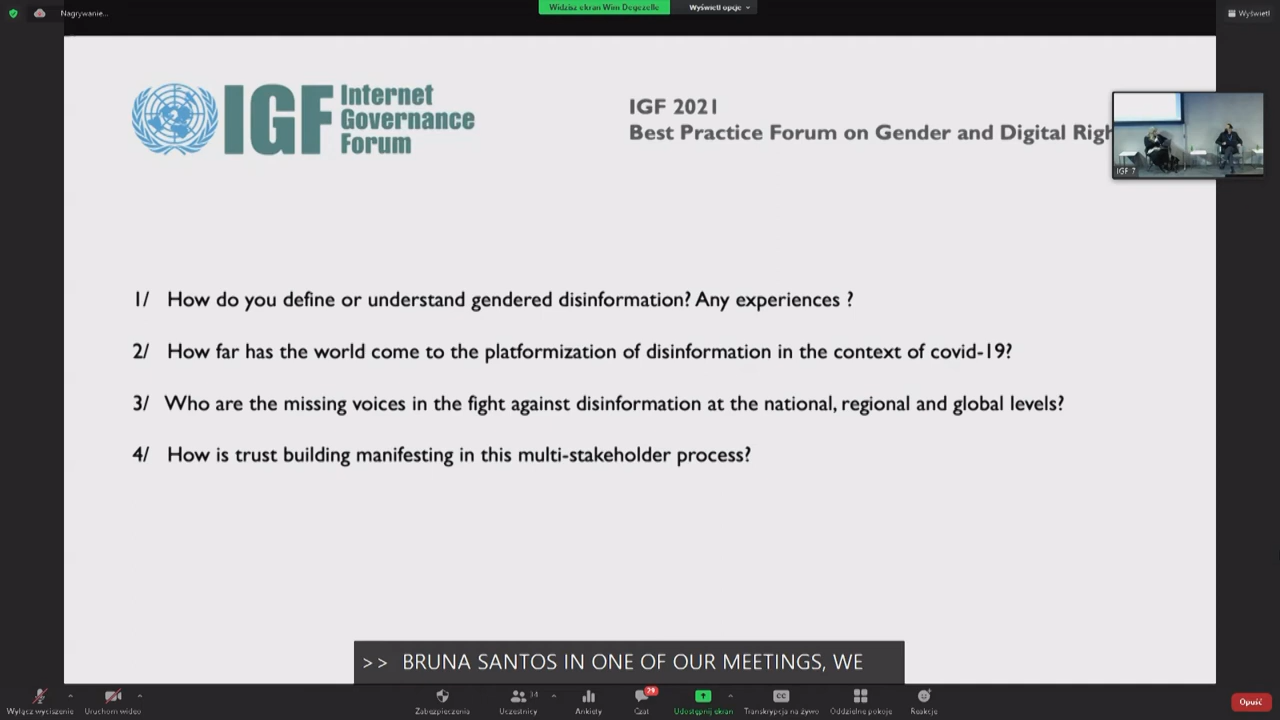 Nagrywanie...
Widzisz ekran Wim Degezelle
Wyświetl opcje
Wyświetl
IGF Internet
Governance
Forum
IGF 2021
Best Practice Forum on Gender and Digital Righ
IGF 7
1/ How do you define or understand gendered disinformation? Any experiences ?
2/ How far has the world come to the platformization of disinformation in the context of covid-19?
3/ Who are the missing voices in the fight against disinformation at the national, regional and global levels?
4/ How is trust building manifesting in this multi-stakeholder process?
>> BRUNA SANTOS IN ONE OF OUR MEETINGS, WE
Wyłącz wyciszenie
Uruchom wideo
Zabezpieczenia
Uczestnicy
Ankiety
29
Czat
Udostępnij ekran
CC
Transkrypcja na żywo
Oddzielne pokoje
Reakcje
Opuść